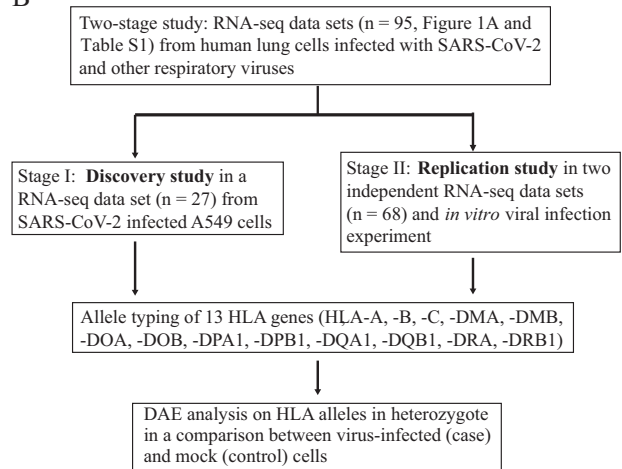 B
Two-stage study: RNA-seq data sets (n = 95, Figure 1A and
Table S1) from human lung cells infected with SARS-CoV-2
and other respiratory viruses
Stage I: Discovery study in a
RNA-seq data set (n = 27) from
SARS-CoV-2 infected A549 cells
Stage II: Replication study in two
independent RNA-seq data sets
(n = 68) and in vitro viral infection
experiment
Allele typing of 13 HLA genes (HLA-A, -B, -C, -DMA, -DMB,
-DOA, -DOB, -DPA1, -DPB1, -DQA1, -DQB1, -DRA, -DRB1)
DAE analysis on HLA alleles in heterozygote
in a comparison between virus-infected (case)
and mock (control) cells